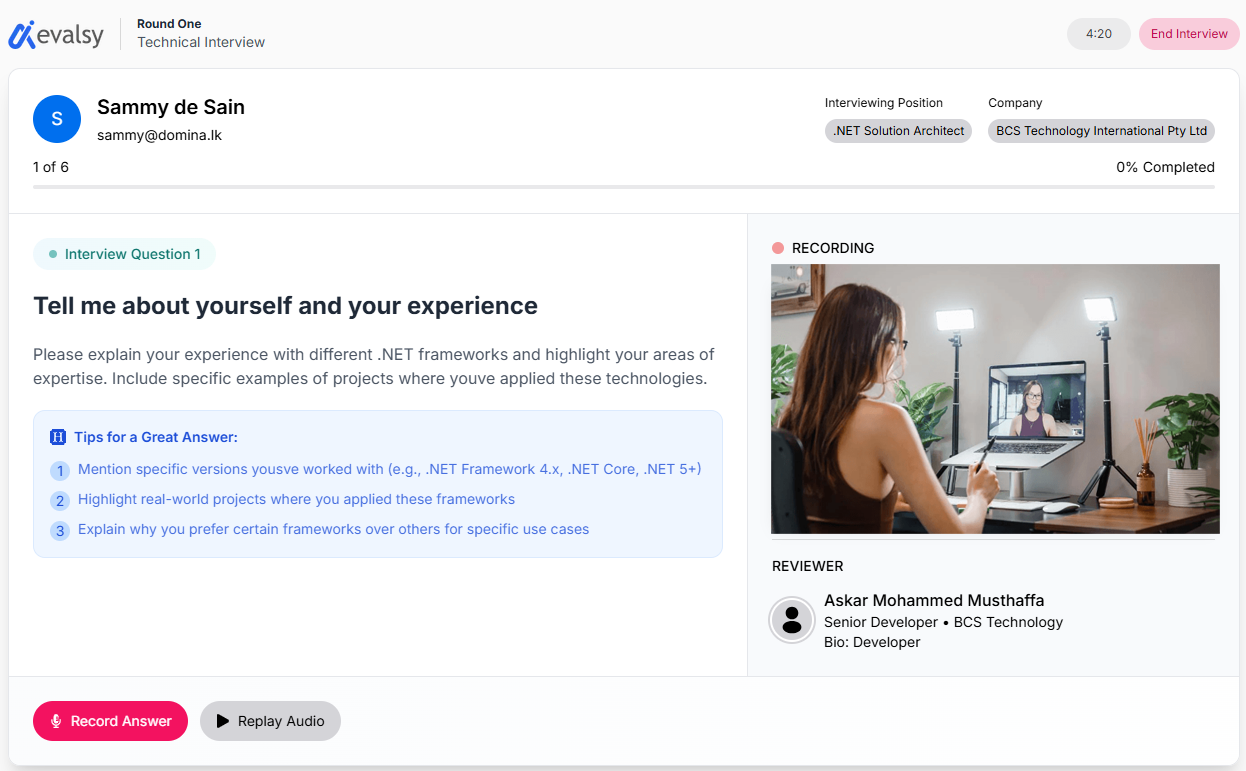 evalsy
Round One
Technical Interview
4:20
End Interview
S
Sammy de Sain
sammy@domina.lk
Interviewing Position
.NET Solution Architect
Company
BCS Technology International Pty Ltd
1 of 6
0% Completed
Interview Question 1
Tell me about yourself and your experience
Please explain your experience with different .NET frameworks and highlight your areas of
expertise. Include specific examples of projects where youve applied these technologies.
Tips for a Great Answer:
1 Mention specific versions yousve worked with (e.g., .NET Framework 4.x, .NET Core, .NET 5+)
2 Highlight real-world projects where you applied these frameworks
3 Explain why you prefer certain frameworks over others for specific use cases
RECORDING
REVIEWER
Askar Mohammed Musthaffa
Senior Developer • BCS Technology
Bio: Developer
Record Answer
Replay Audio